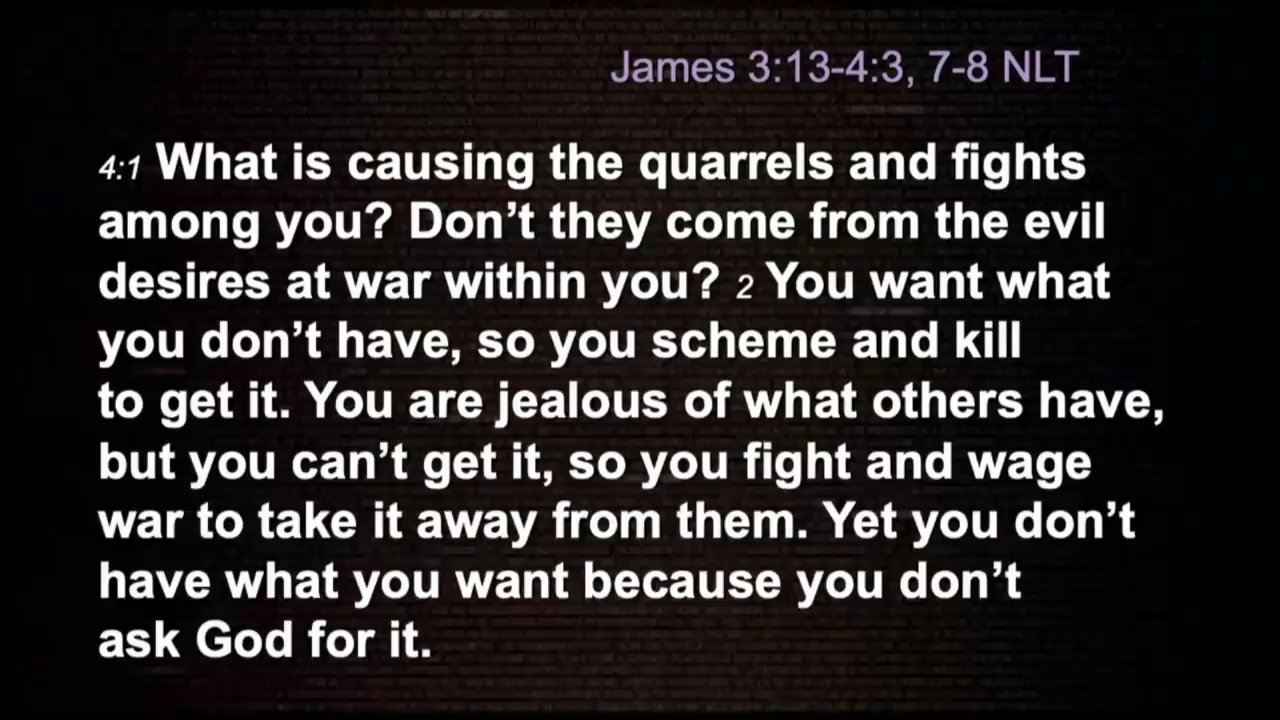 James 3:13-4:3, 7-8 NLT
4:1 What is causing the quarrels and fights
among you? Don’t they come from the evil
desires at war within you? 2 You want what
you don’t have, so you scheme and kill
to get it. You are jealous of what others have,
but you can’t get it, so you fight and wage
war to take it away from them. Yet you don’t
have what you want because you don’t
ask God for it.